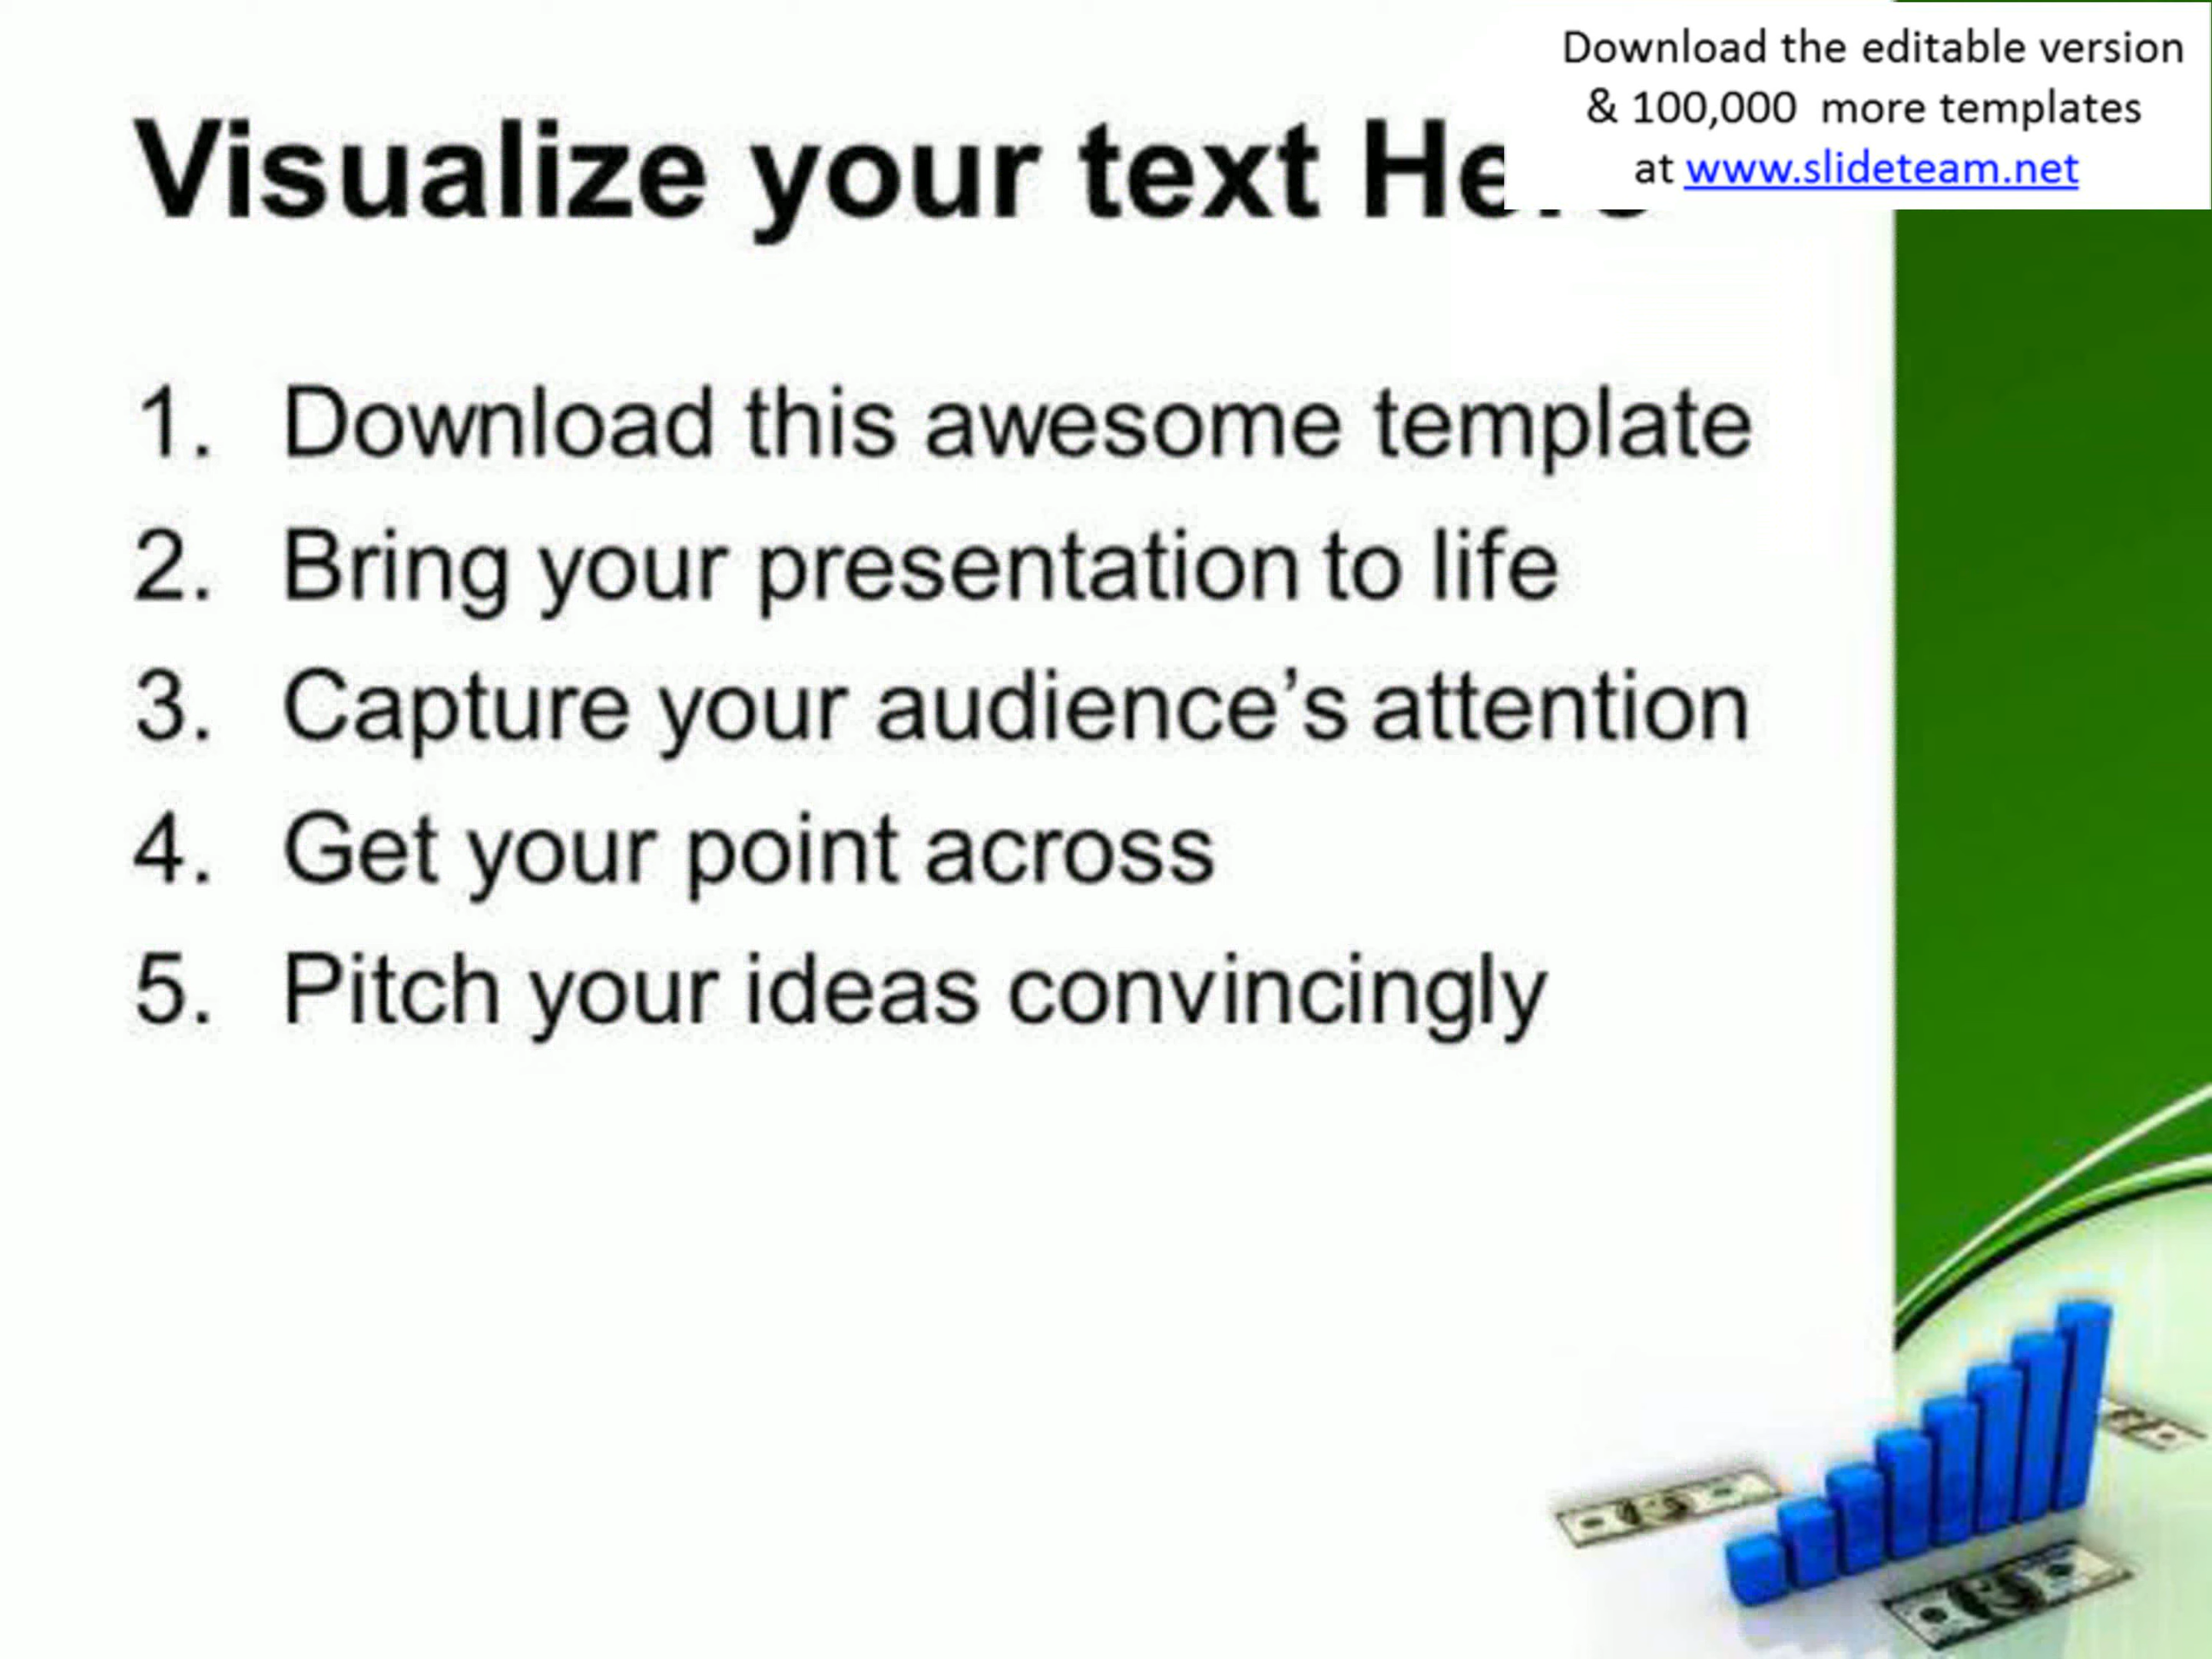 Download the editable version
& 100,000 more templates
at www.slideteam.net
Visualize your text
1. Download this awesome template
2. Bring your presentation to life
3. Capture your audience’s attention
4. Get your point across
5. Pitch your ideas convincingly